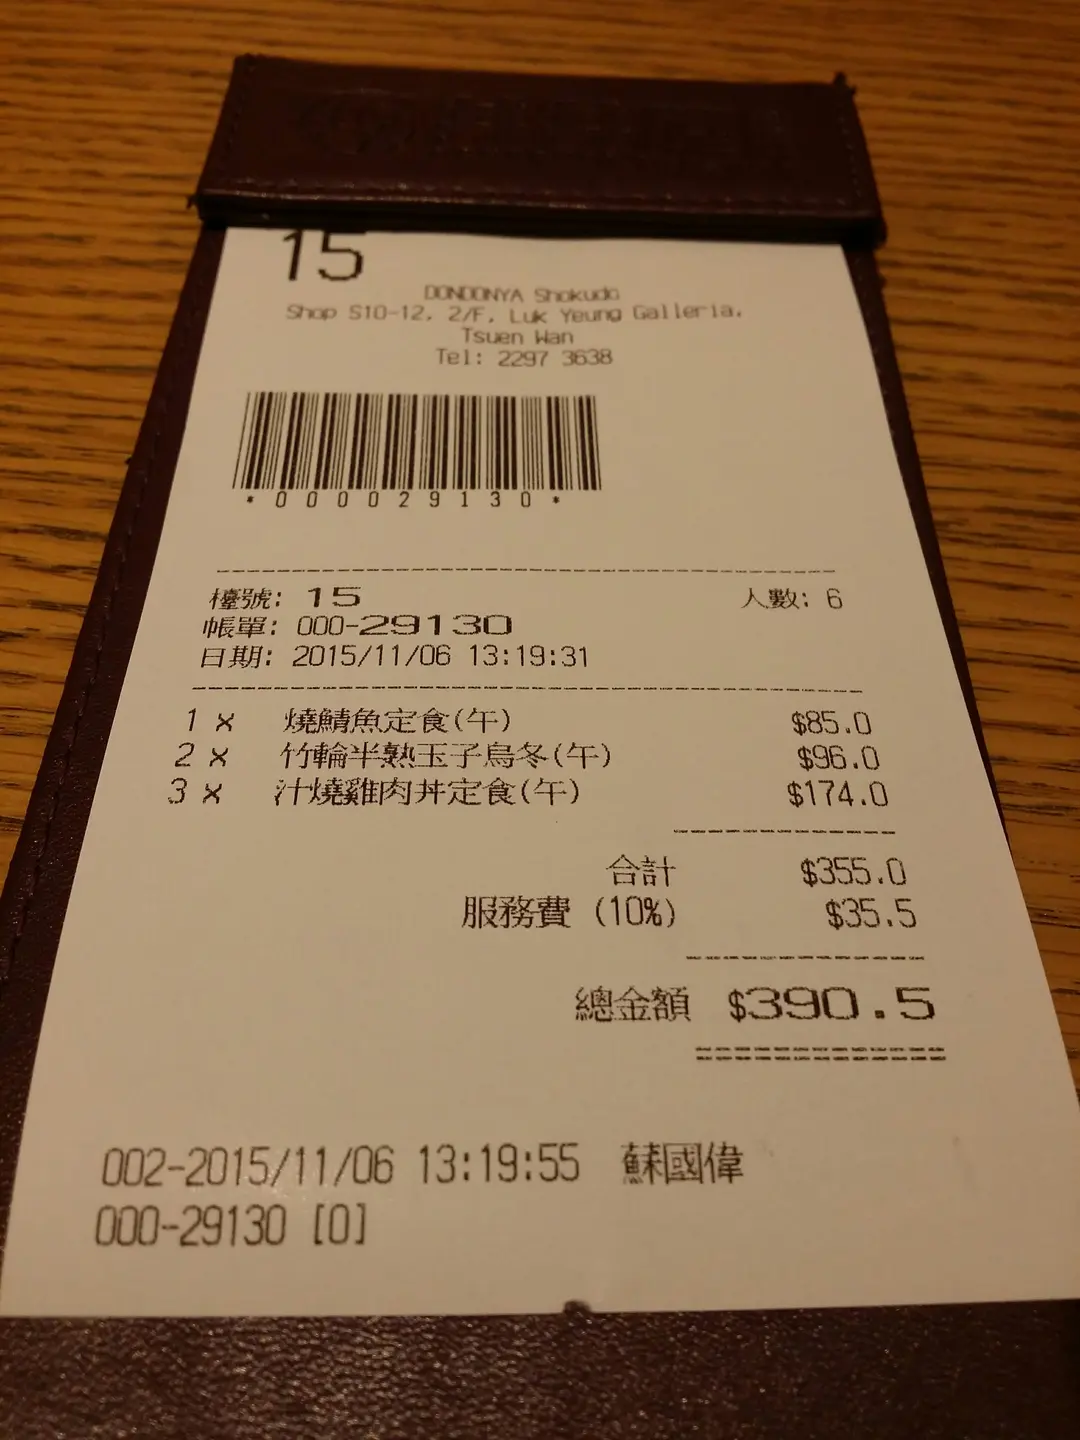 15
DONDONYA Shokudo
Shop S10-12, 2/F, Luk Yeung Galleria,
Tsuen Wan
Tel: 2297 3638
*000029130*
檯號: 15 人數: 6
帳單: 000-29130
日期: 2015/11/06 13:19:31
1 x 燒鯖魚定食(午) $85.0
2 x 竹輪半熟玉子烏冬(午) $96.0
3 x 汁燒雞肉丼定食(午) $174.0
合計 $355.0
服務費 (10%) $35.5
總金額 $390.5
002-2015/11/06 13:19:55 蘇國偉
000-29130 [0]